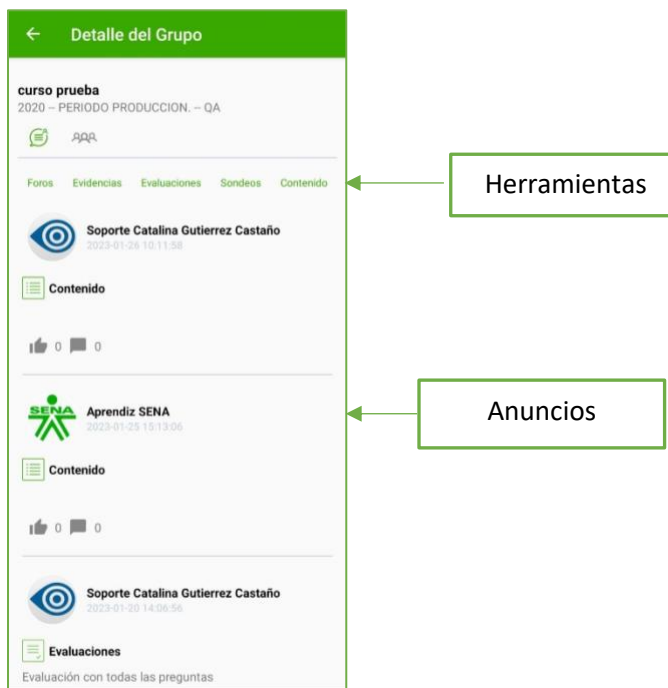 Detalle del Grupo
curso prueba
2020 – PERIODO PRODUCCION. – QA
Foros Evidencias Evaluaciones Sondeos Contenido
Herramientas
Soporte Catalina Gutierrez Castaño
2023-01-26 10:11:58
Contenido
0 0
SENA
Aprendiz SENA
2023-01-25 15:13:06
Anuncios
Contenido
0 0
Soporte Catalina Gutierrez Castaño
2023-01-20 14:06:56
Evaluaciones
Evaluación con todas las preguntas